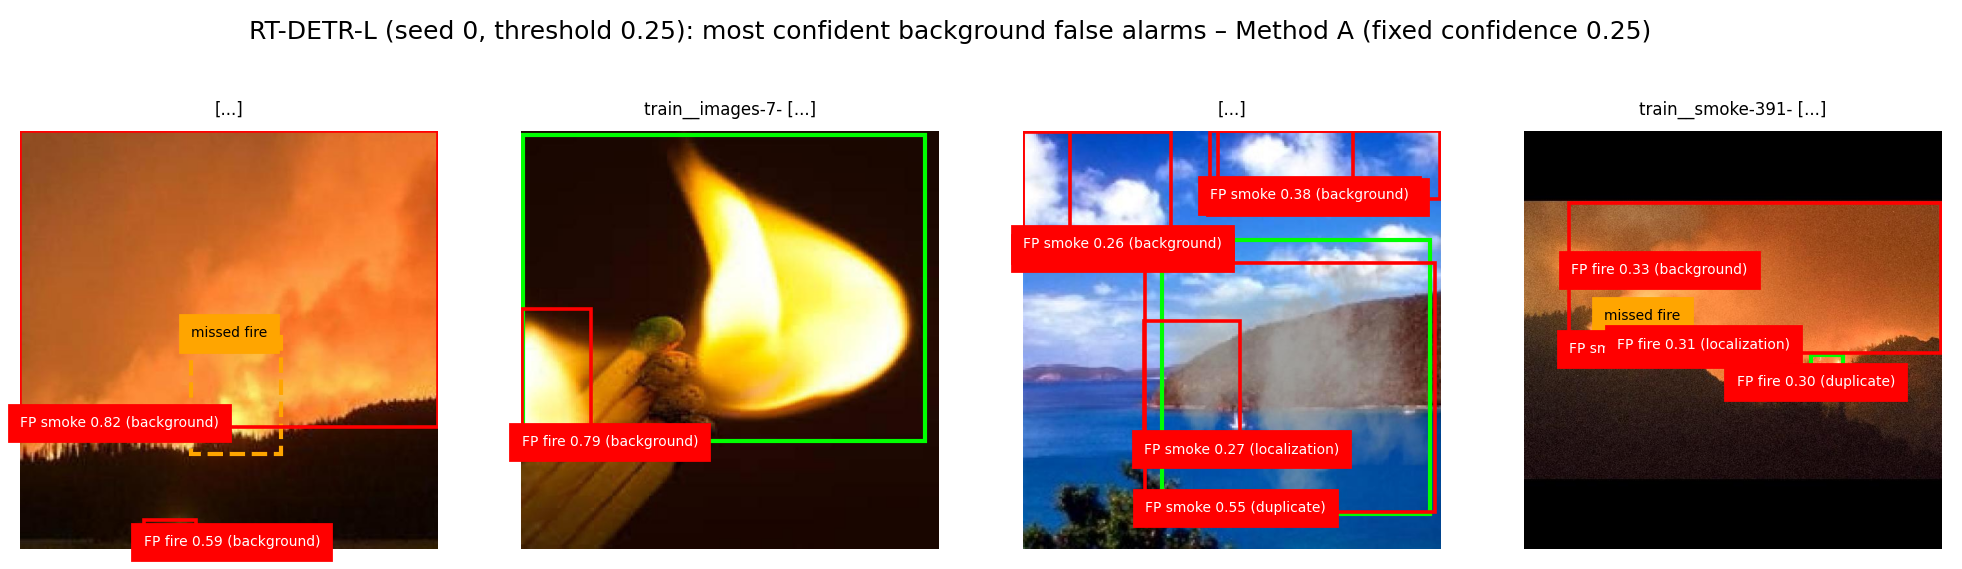 RT-DETR-L (seed 0, threshold 0.25): most confident background false alarms – Method A (fixed confidence 0.25)
[...]
missed fire
FP smoke 0.82 (background)
FP fire 0.59 (background)
train__images-7- [...]
FP fire 0.79 (background)
[...]
FP smoke 0.38 (background)
FP smoke 0.26 (background)
FP smoke 0.27 (localization)
FP smoke 0.55 (duplicate)
train__smoke-391- [...]
FP fire 0.33 (background)
missed fire
FP sm
FP fire 0.31 (localization)
FP fire 0.30 (duplicate)